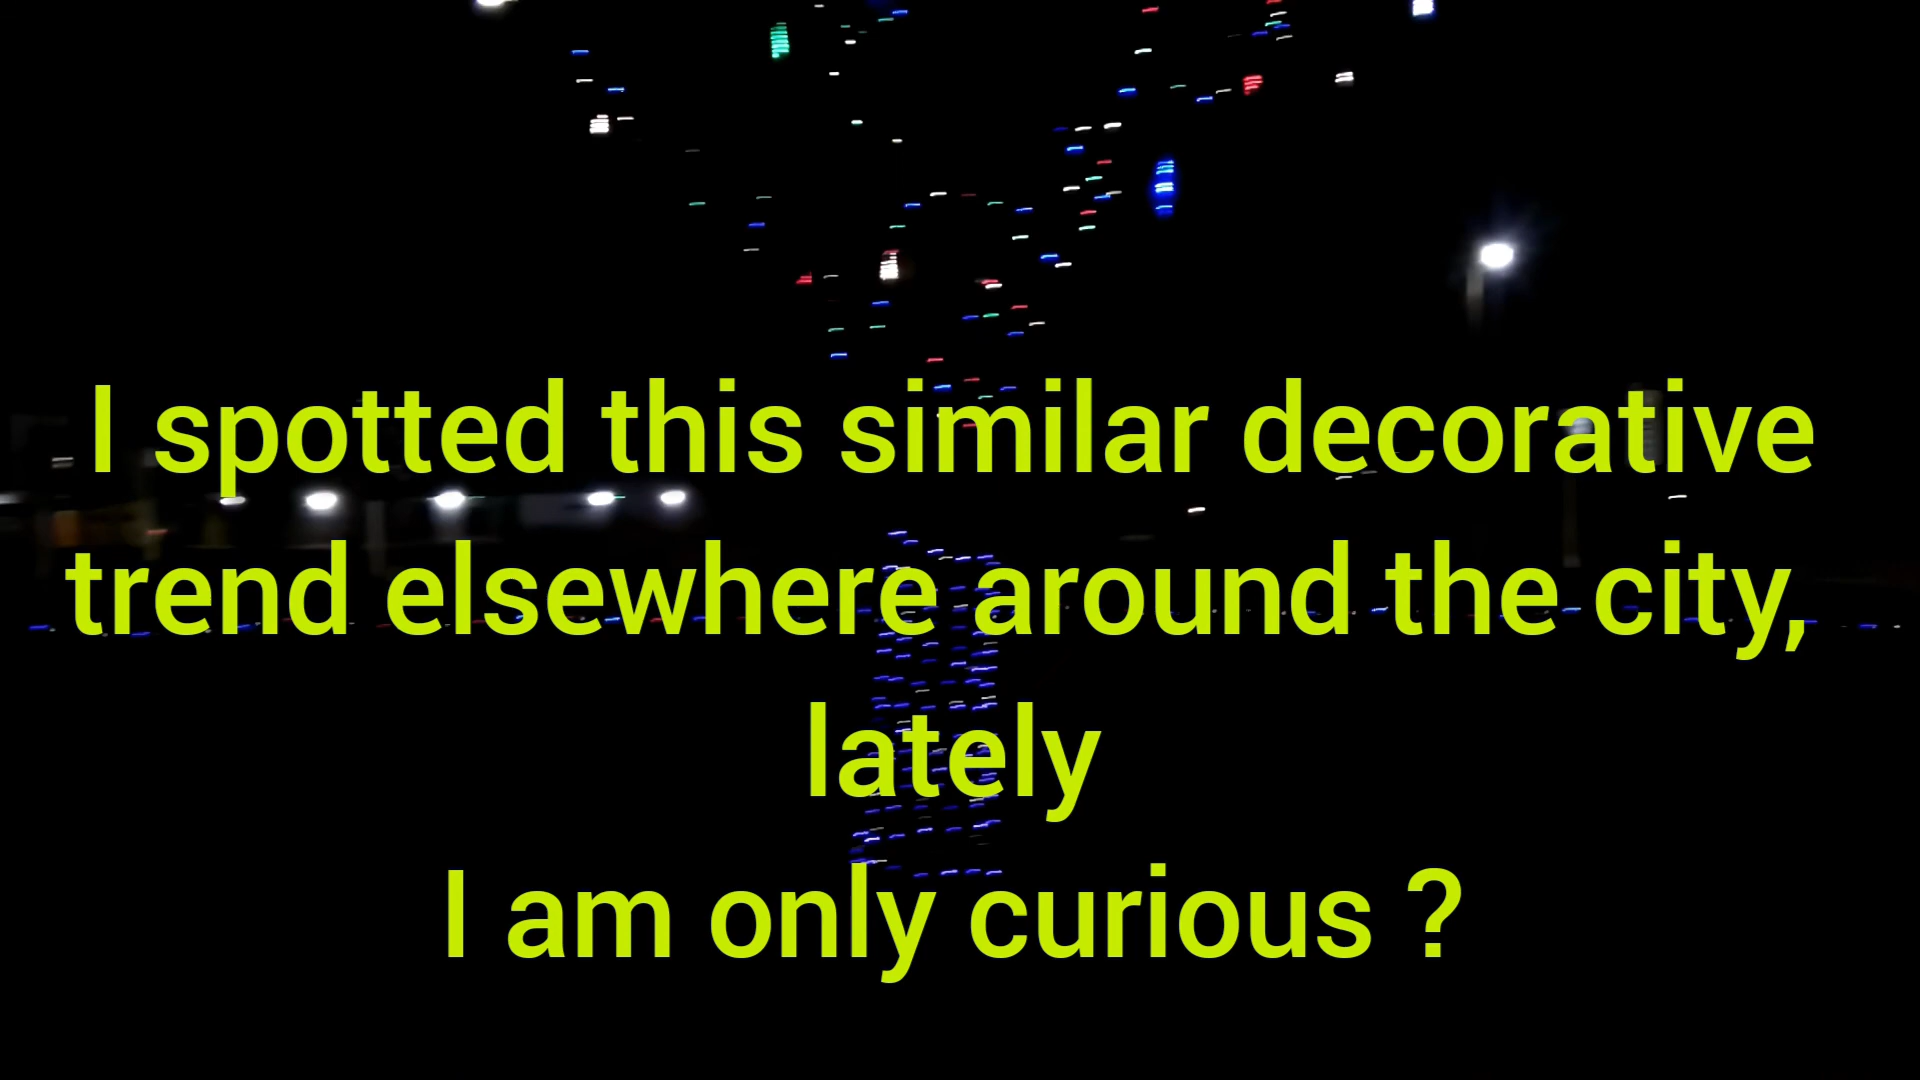 I spotted this similar decorative
trend elsewhere around the city,
lately
I am only curious ?